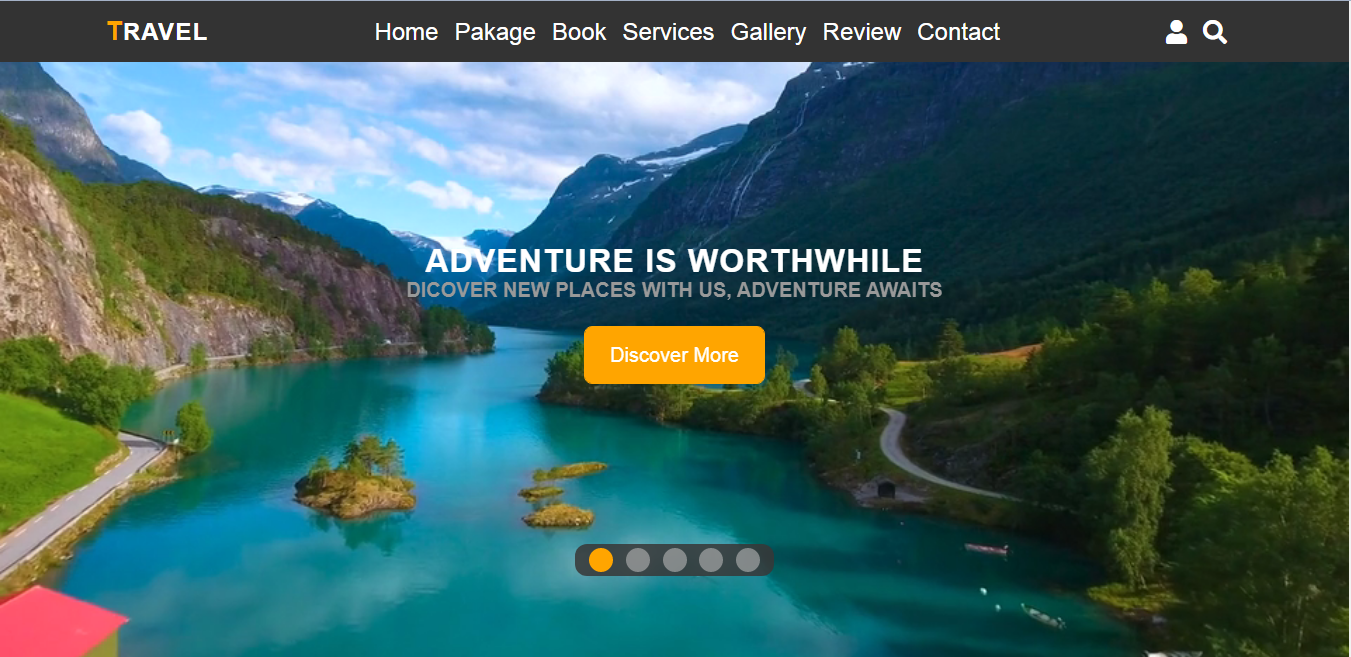 TRAVEL
Home Pakage Book Services Gallery Review Contact
ADVENTURE IS WORTHWHILE
DICOVER NEW PLACES WITH US, ADVENTURE AWAITS
Discover More